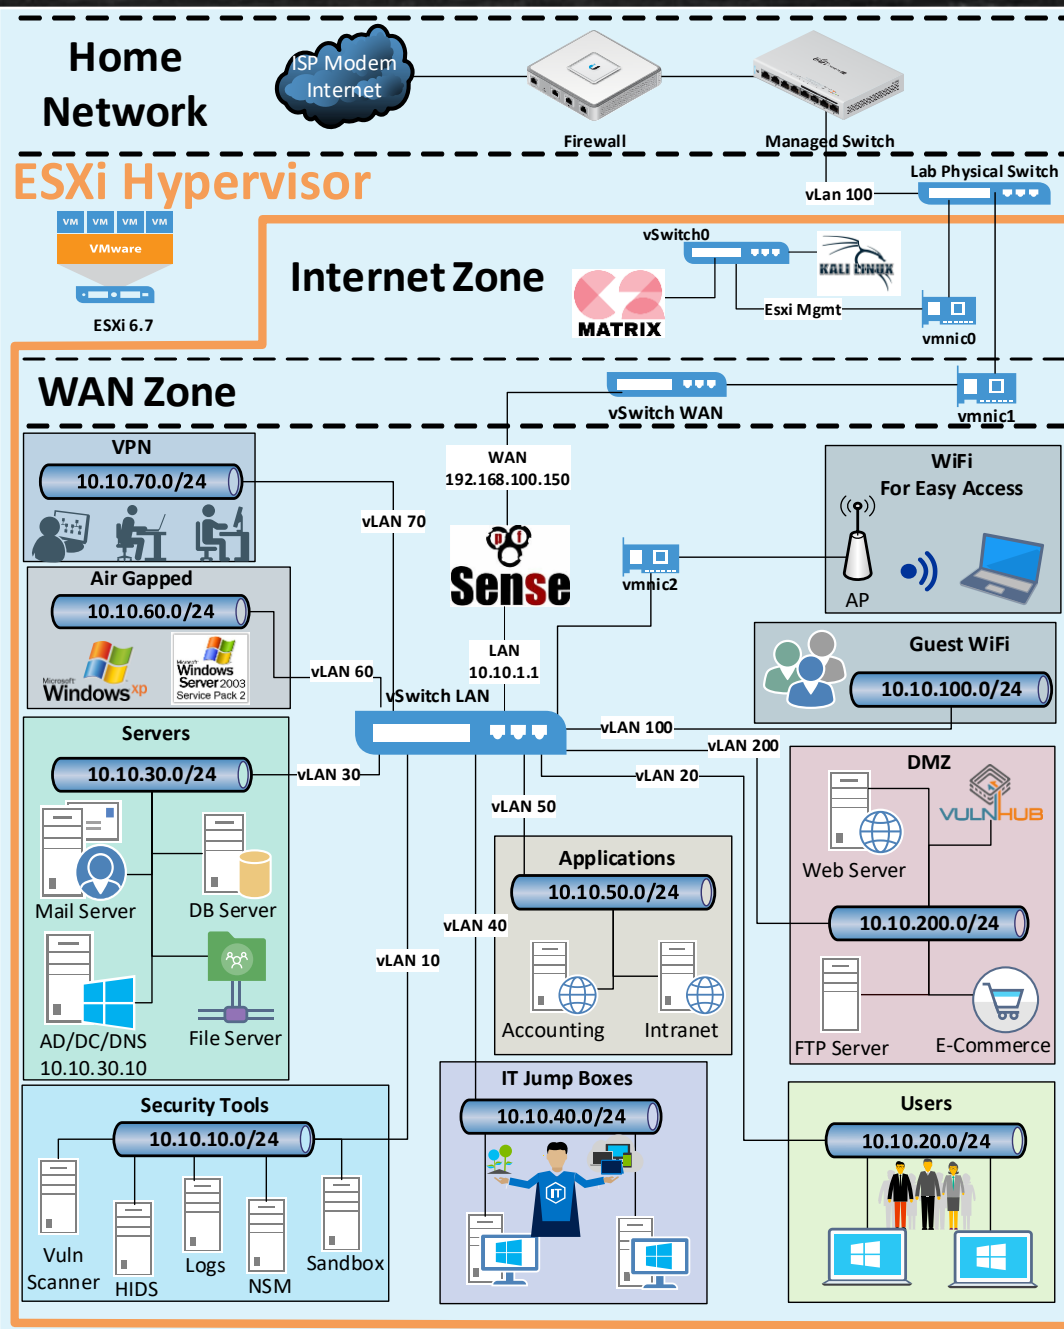 Home
Network
ISP Modem
Internet
Firewall
Managed Switch
ESXi Hypervisor
vLan 100
Lab Physical Switch
VM VM VM VM
VMware
ESXi 6.7
Internet Zone
vSwitch0
KALI LINUX
C2
MATRIX
Esxi Mgmt
vmnic0
WAN Zone
vSwitch WAN
vmnic1
VPN
10.10.70.0/24
vLAN 70
WAN
192.168.100.150
pf
Sense
LAN
10.10.1.1
vmnic2
WiFi
For Easy Access
AP
Air Gapped
10.10.60.0/24
Microsoft
Windows xp
Microsoft
Windows
Server 2003
Service Pack 2
vLAN 60
vSwitch LAN
Guest WiFi
10.10.100.0/24
vLAN 100
vLAN 200
vLAN 20
Servers
10.10.30.0/24
vLAN 30
Mail Server
DB Server
AD/DC/DNS
10.10.30.10
File Server
vLAN 50
Applications
10.10.50.0/24
Accounting
Intranet
vLAN 40
vLAN 10
DMZ
VULNHUB
Web Server
10.10.200.0/24
FTP Server
E-Commerce
Security Tools
10.10.10.0/24
Vuln
Scanner
HIDS
Logs
NSM
Sandbox
IT Jump Boxes
10.10.40.0/24
IT
Users
10.10.20.0/24